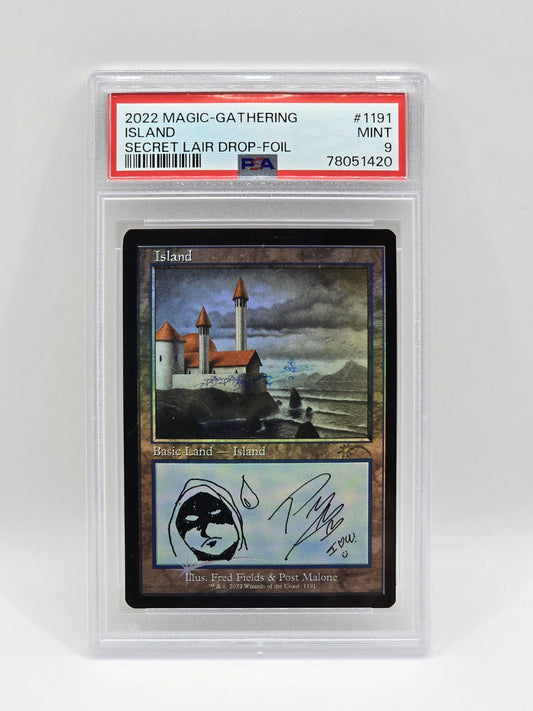 2022 MAGIC-GATHERING #1191
ISLAND MINT
SECRET LAIR DROP-FOIL 9
PSA 78051420
Island
Basic Land — Island
Illus. Fred Fields & Post Malone
™ & © 2022 Wizards of the Coast 1191